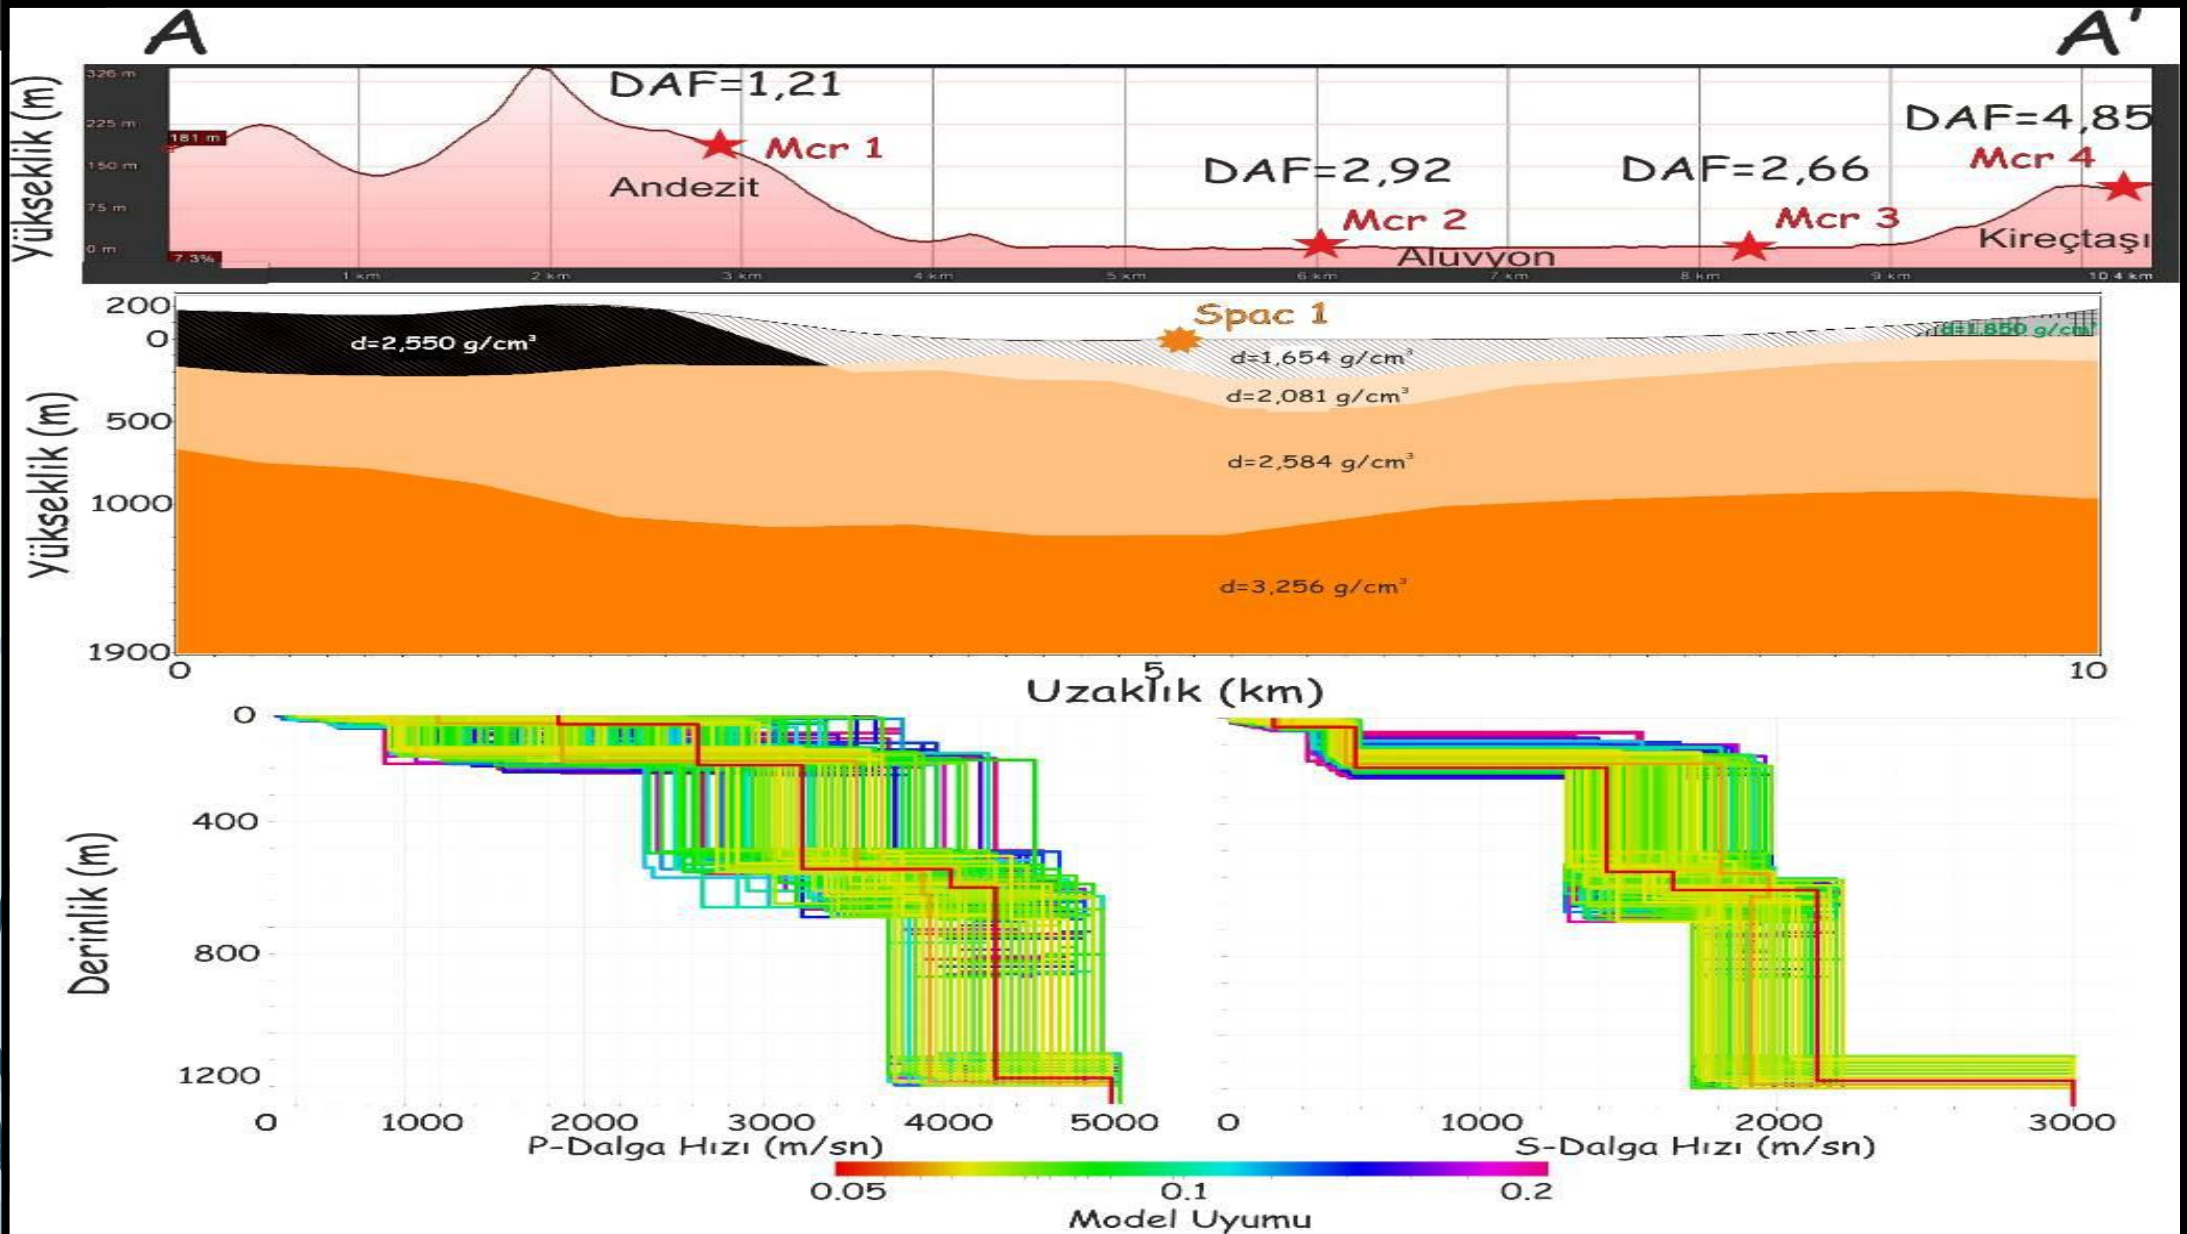 A A'
Yükseklik (m)
326 m
225 m
150 m
75 m
0 m
181 m
7.3%
DAF=1,21
Mcr 1
Andezit
DAF=2,92
Mcr 2
Aluvyon
DAF=2,66
Mcr 3
DAF=4,85
Mcr 4
Kireçtaşı
1 km 2 km 3 km 4 km 5 km 6 km 7 km 8 km 9 km 10.4 km
Yükseklik (m)
200
0
500
1000
1900
Spac 1
d=2,550 g/cm³
d=1,654 g/cm³
d=1,850 g/cm³
d=2,081 g/cm³
d=2,584 g/cm³
d=3,256 g/cm³
0 5 10
Uzaklık (km)
Derinlik (m)
0
400
800
1200
0 1000 2000 3000 4000 5000
P-Dalga Hızı (m/sn)
0 1000 2000 3000
S-Dalga Hızı (m/sn)
0.05 0.1 0.2
Model Uyumu